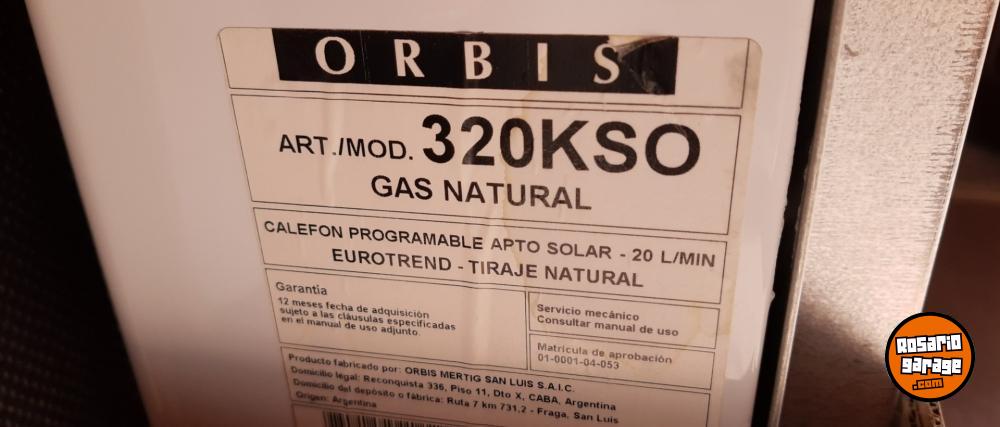 ORBIS
ART./MOD. 320KSO
GAS NATURAL
CALEFON PROGRAMABLE APTO SOLAR - 20 L/MIN
EUROTREND - TIRAJE NATURAL
Garantía
12 meses fecha de adquisición
sujeto a las cláusulas especificadas
en el manual de uso adjunto.
Servicio mecánico
Consultar manual de uso
Matrícula de aprobación
01-0001-04-053
Producto fabricado por: ORBIS MERTIG SAN LUIS S.A.I.C.
Domicilio legal: Reconquista 336, Piso 11, Dto X, CABA, Argentina
Domicilio del depósito o fábrica: Ruta 7 km 731,2 - Fraga, San Luis
Origen: Argentina
Rosario
garage
.com